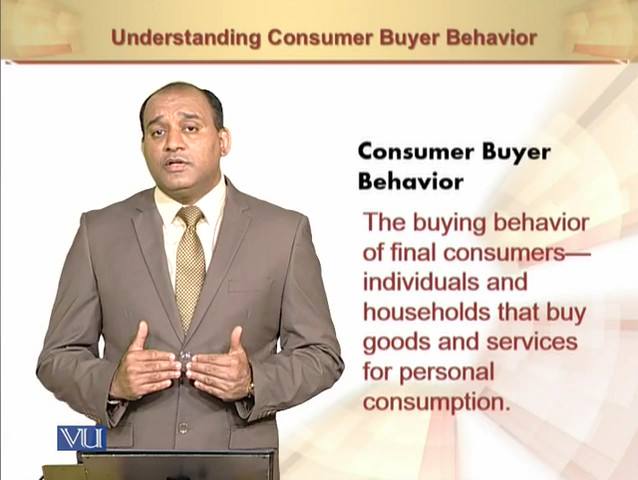 Understanding Consumer Buyer Behavior
Consumer Buyer
Behavior
The buying behavior
of final consumers—
individuals and
households that buy
goods and services
for personal
consumption.
VU